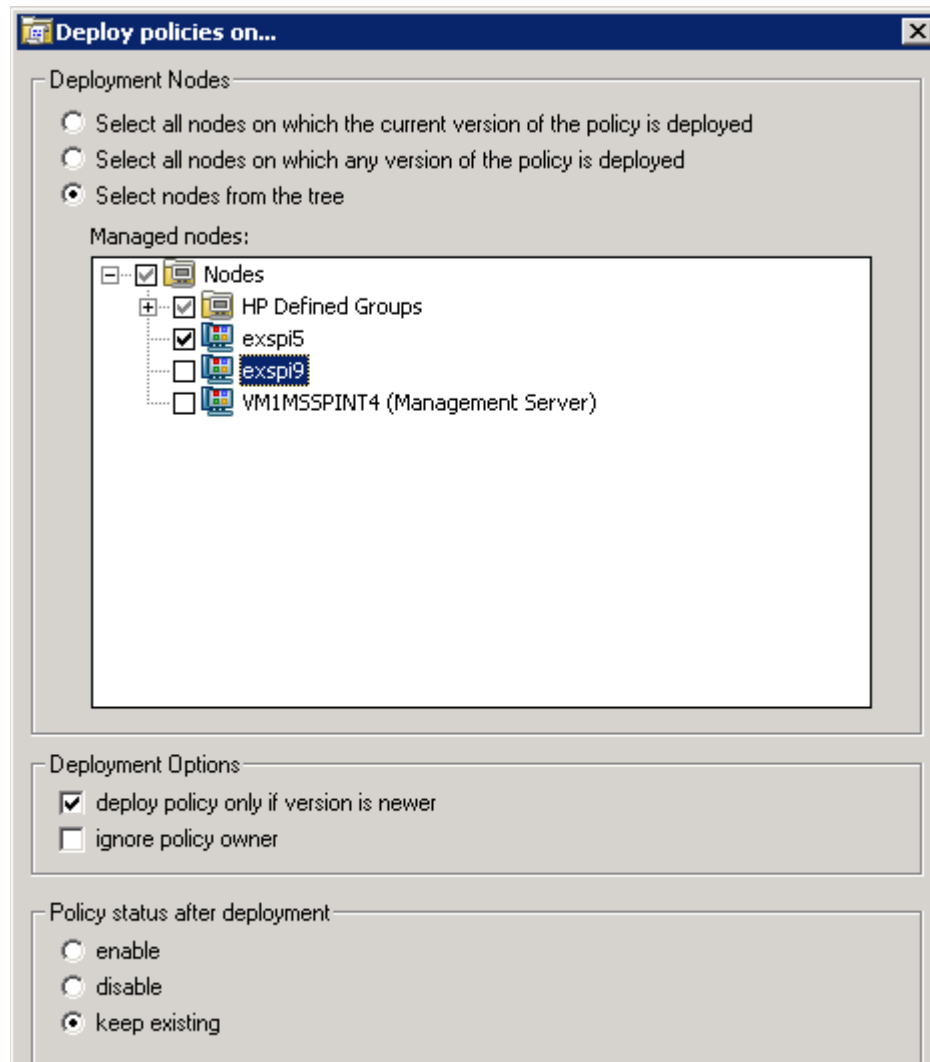 Deploy policies on...
Deployment Nodes
Select all nodes on which the current version of the policy is deployed
Select all nodes on which any version of the policy is deployed
Select nodes from the tree
Managed nodes:
Nodes
HP Defined Groups
exspi5
exspi9
VM1MSSPINT4 (Management Server)
Deployment Options
deploy policy only if version is newer
ignore policy owner
Policy status after deployment
enable
disable
keep existing